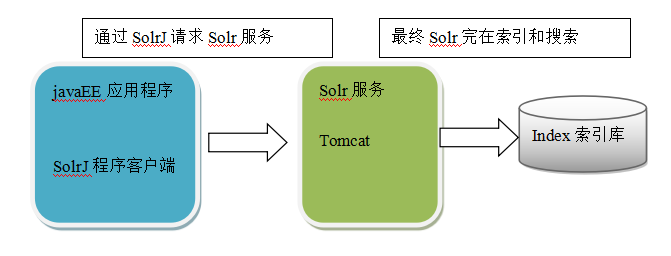 通过 SolrJ 请求 Solr 服务
最终 Solr 完在索引和搜索
javaEE 应用程序
SolrJ 程序客户端
Solr 服务
Tomcat
Index 索引库